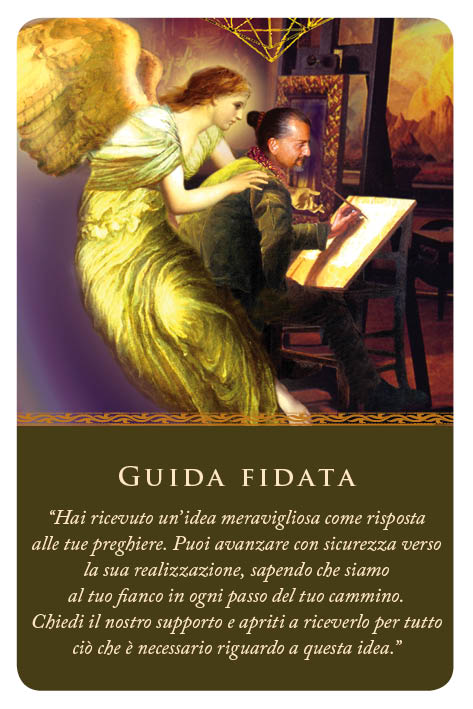 GUIDA FIDATA
“Hai ricevuto un’idea meravigliosa come risposta
alle tue preghiere. Puoi avanzare con sicurezza verso
la sua realizzazione, sapendo che siamo
al tuo fianco in ogni passo del tuo cammino.
Chiedi il nostro supporto e apriti a riceverlo per tutto
ciò che è necessario riguardo a questa idea.”